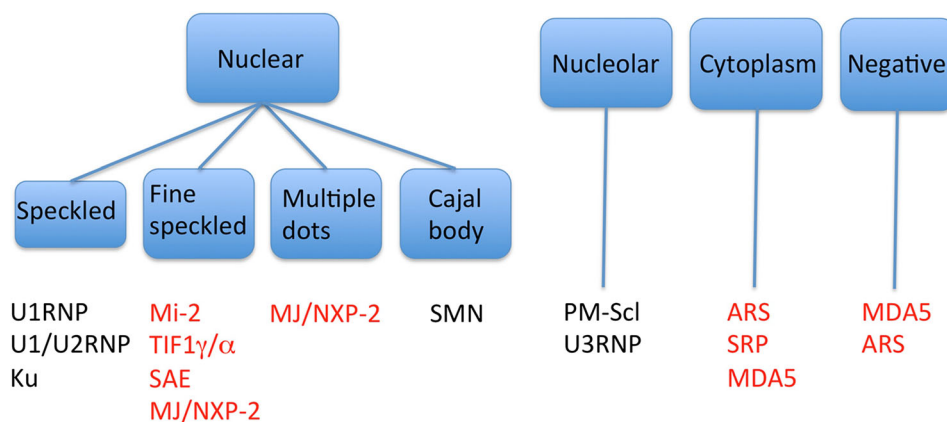 Nuclear
Nucleolar
Cytoplasm
Negative
Speckled
Fine
speckled
Multiple
dots
Cajal
body
U1RNP
U1/U2RNP
Ku
Mi-2
TIF1γ/α
SAE
MJ/NXP-2
MJ/NXP-2
SMN
PM-Scl
U3RNP
ARS
SRP
MDA5
MDA5
ARS